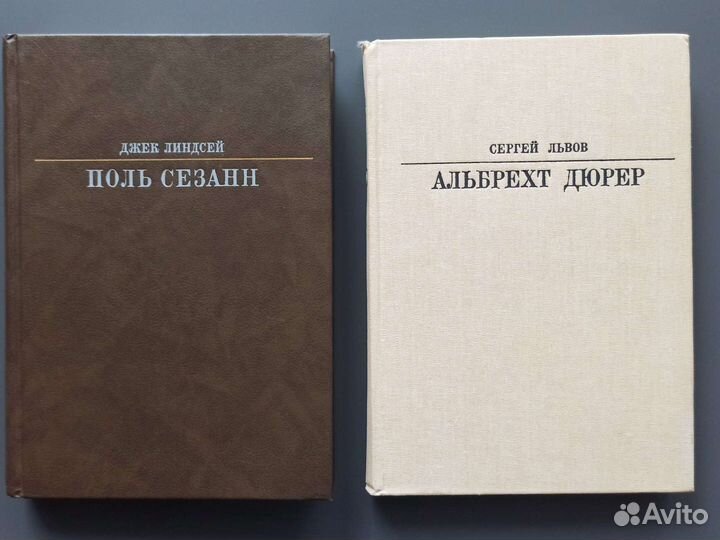 ДЖЕК ЛИНДСЕЙ
ПОЛЬ СЕЗАНН
СЕРГЕЙ ЛЬВОВ
АЛЬБРЕХТ ДЮРЕР
Avito